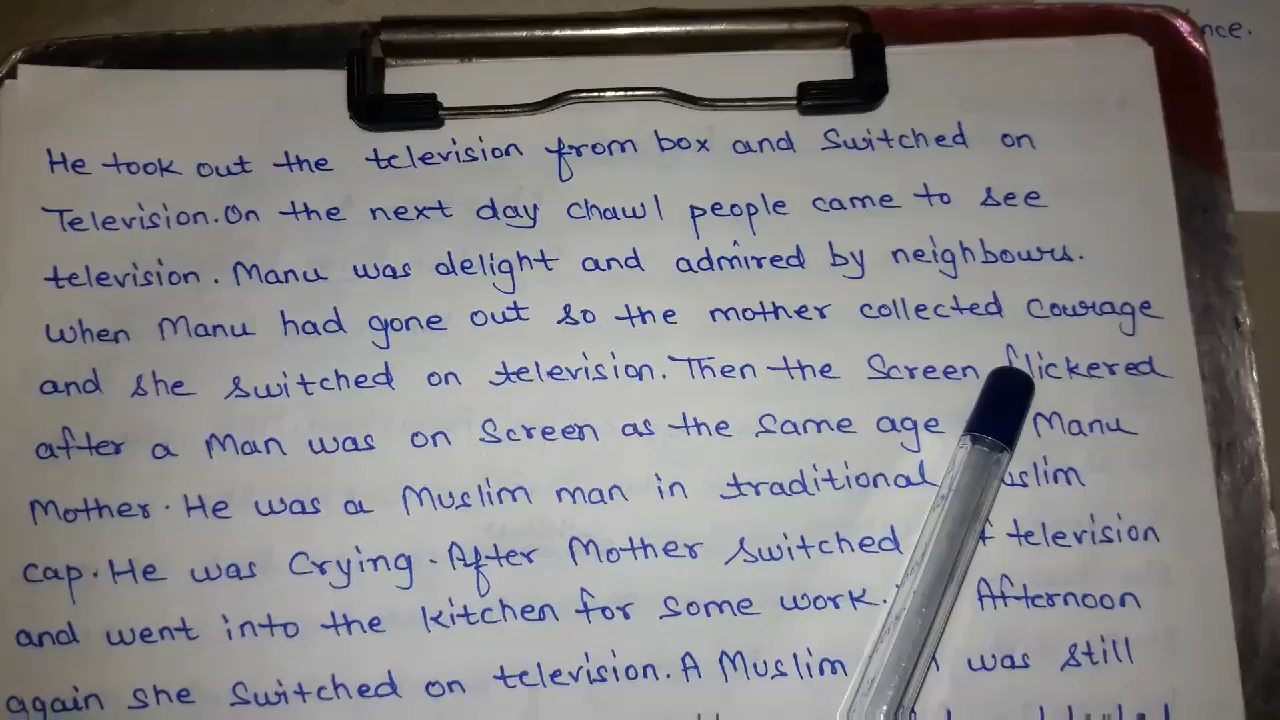 nce.
He took out the television from box and Switched on
Television. On the next day chawl people came to see
television. Manu was delight and admired by neighbours.
when Manu had gone out so the mother collected courage
and she switched on television. Then the Screen flickered
after a Man was on Screen as the same age Manu
Mother. He was a Muslim man in traditional
cap. He was Crying. After Mother switched television
and went into the kitchen for some work. Afternoon
again she switched on television. A Muslim was still